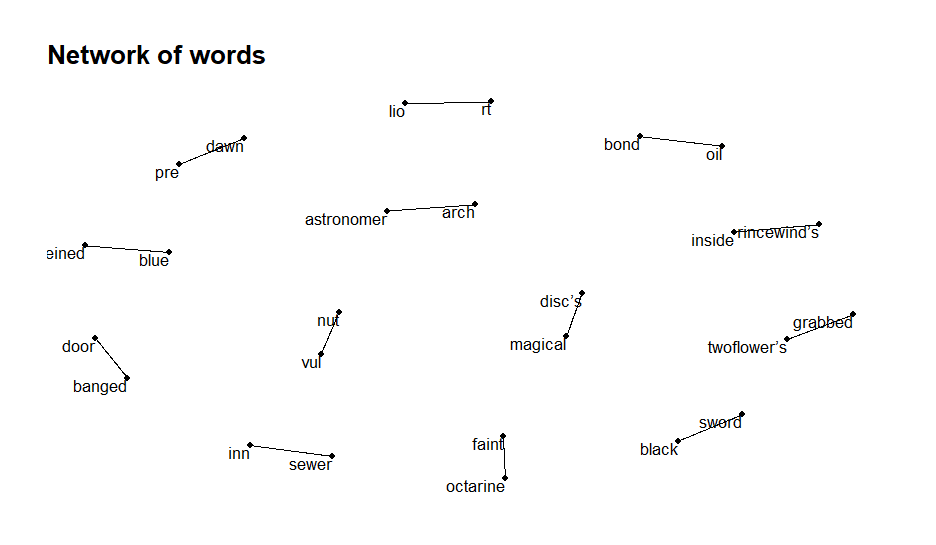 Network of words
lio
rt
dawn
pre
bond
oil
astronomer
arch
inside
rincewind's
eined
blue
disc's
magical
nut
vul
grabbed
twoflower's
door
banged
sword
black
inn
sewer
faint
octarine